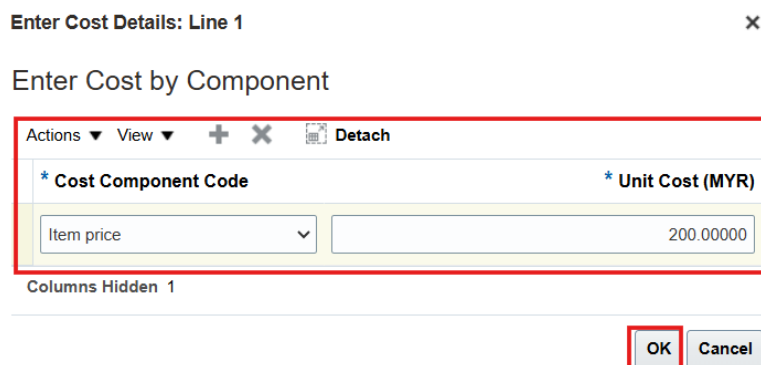 Enter Cost Details: Line 1
Enter Cost by Component
Actions View Detach
* Cost Component Code * Unit Cost (MYR)
Item price 200.00000
Columns Hidden 1
OK Cancel